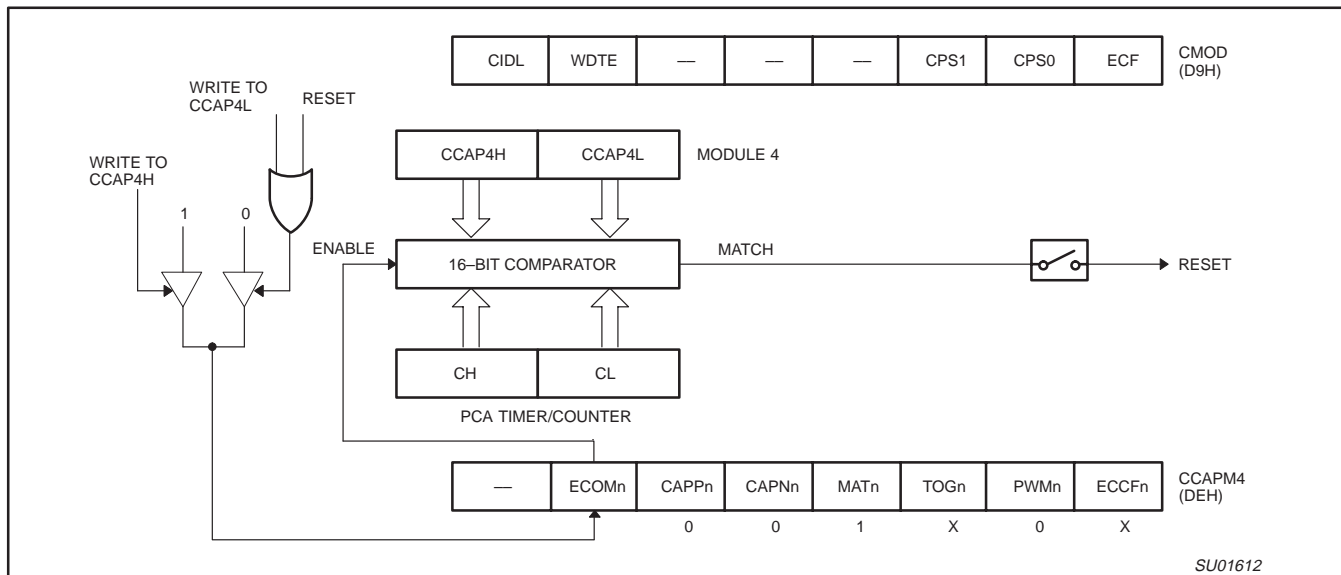 CIDL WDTE — — — CPS1 CPS0 ECF CMOD
(D9H)
WRITE TO
CCAP4L
RESET
CCAP4H CCAP4L MODULE 4
WRITE TO
CCAP4H
1 0
ENABLE
16–BIT COMPARATOR
MATCH
RESET
CH CL
PCA TIMER/COUNTER
— ECOMn CAPPn CAPNn MATn TOGn PWMn ECCFn CCAPM4
(DEH)
0 0 1 X 0 X
SU01612